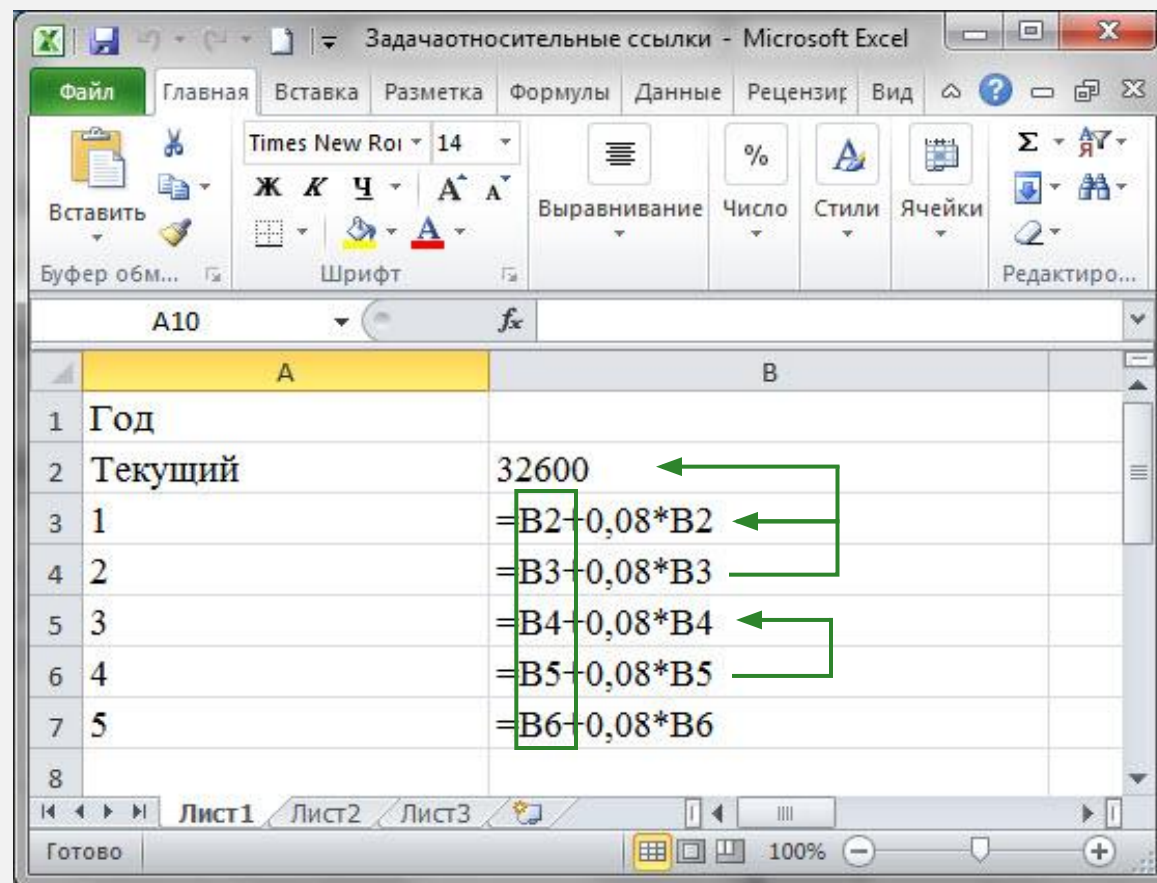 Задачаотносительные ссылки - Microsoft Excel
Файл Главная Вставка Разметка Формулы Данные Рецензир Вид
Times New Roı 14
Вставить
Ж К Ч А А
Выравнивание
% Число
Стили
Ячейки
Σ АЯ
Буфер обм... Шрифт Редактиро...
A10 fx
A B
1 Год
2 Текущий 32600
3 1 =B2+0,08*B2
4 2 =B3+0,08*B3
5 3 =B4+0,08*B4
6 4 =B5+0,08*B5
7 5 =B6+0,08*B6
8
Лист1 Лист2 Лист3
Готово 100%